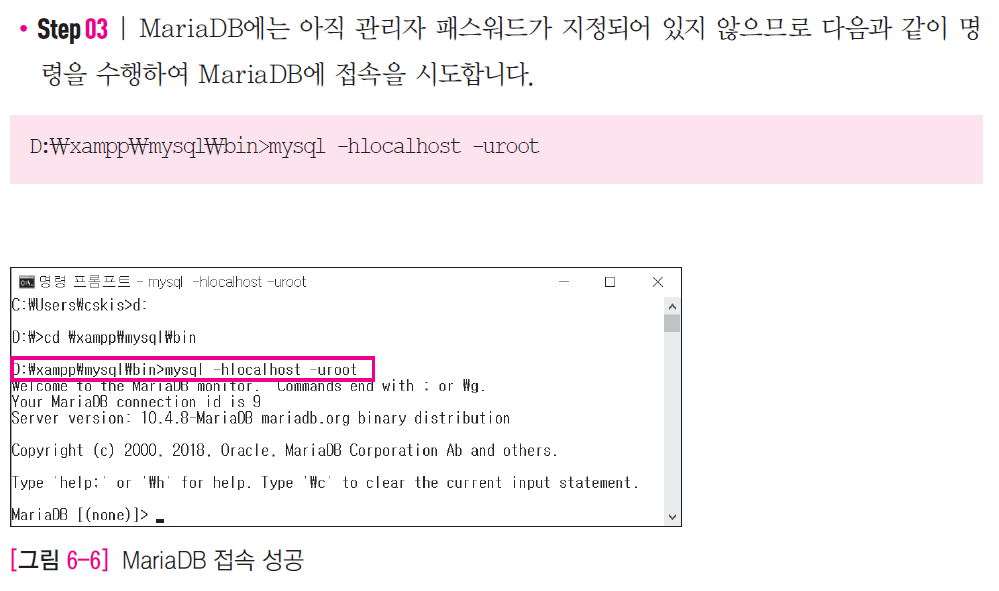 • Step 03 | MariaDB에는 아직 관리자 패스워드가 지정되어 있지 않으므로 다음과 같이 명
령을 수행하여 MariaDB에 접속을 시도합니다.
D:₩xampp₩mysql₩bin>mysql -hlocalhost -uroot
명령 프롬프트 - mysql -hlocalhost -uroot
C:₩Users₩cskis>d:
D:₩>cd ₩xampp₩mysql₩bin
D:₩xampp₩mysql₩bin>mysql -hlocalhost -uroot
Welcome to the MariaDB monitor.  Commands end with ; or ₩g.
Your MariaDB connection id is 9
Server version: 10.4.8-MariaDB mariadb.org binary distribution
Copyright (c) 2000, 2018, Oracle, MariaDB Corporation Ab and others.
Type 'help;' or '₩h' for help. Type '₩c' to clear the current input statement.
MariaDB [(none)]> _
[그림 6-6] MariaDB 접속 성공